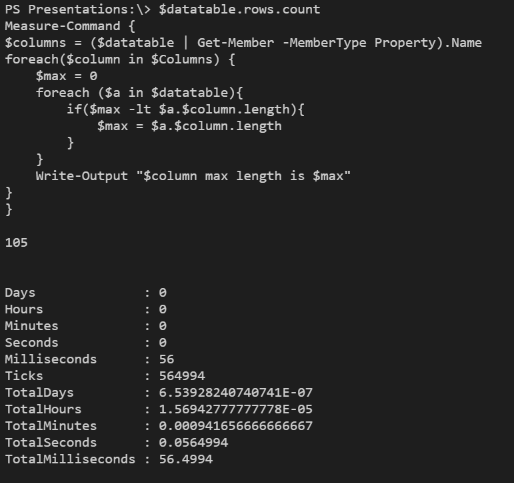 PS Presentations:\> $datatable.rows.count
Measure-Command {
$columns = ($datatable | Get-Member -MemberType Property).Name
foreach($column in $Columns) {
    $max = 0
    foreach ($a in $datatable){
        if($max -lt $a.$column.length){
            $max = $a.$column.length
        }
    }
    Write-Output "$column max length is $max"
}
}
105
Days              : 0
Hours             : 0
Minutes           : 0
Seconds           : 0
Milliseconds      : 56
Ticks             : 564994
TotalDays         : 6.53928240740741E-07
TotalHours        : 1.56942777777778E-05
TotalMinutes      : 0.000941656666666667
TotalSeconds      : 0.0564994
TotalMilliseconds : 56.4994